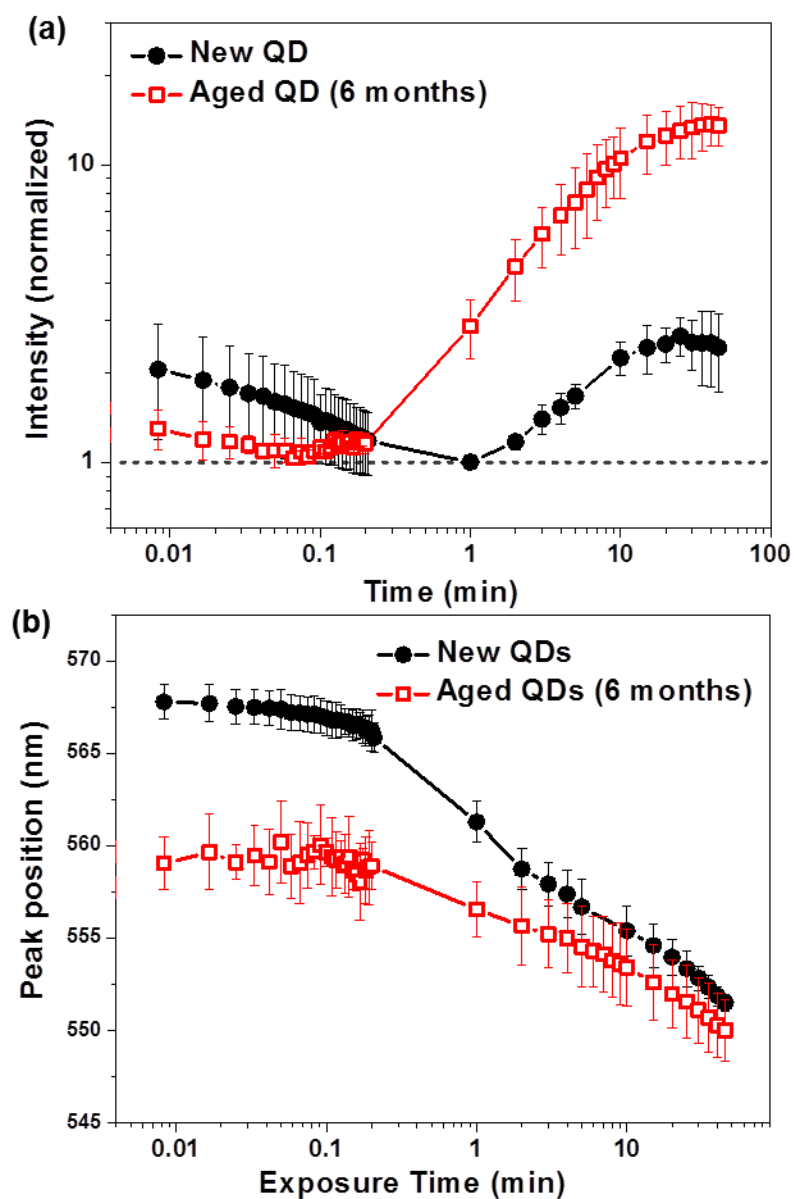 (a)
New QD
Aged QD (6 months)
10
1
Intensity (normalized)
0.01 0.1 1 10 100
Time (min)
(b)
New QDs
Aged QDs (6 months)
570
565
560
555
550
545
Peak position (nm)
0.01 0.1 1 10
Exposure Time (min)